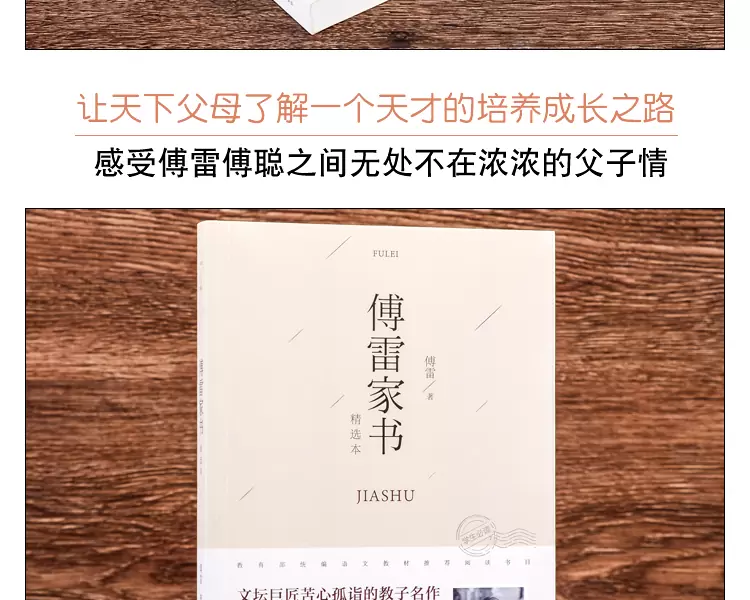 让天下父母了解一个天才的培养成长之路
感受傅雷傅聪之间无处不在浓浓的父子情
FULEI
傅雷家书
傅雷 著
精选本
JIASHU
学生必读
教育部统编语文教材推荐阅读书目
文坛巨匠苦心孤诣的教子名作